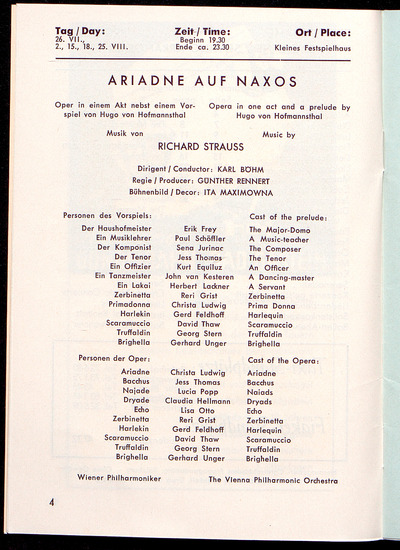 Tag / Day: Zeit / Time: Ort / Place:
26. VII., Beginn 19.30 Kleines Festspielhaus
2., 15., 18., 25. VIII. Ende ca. 23.30
ARIADNE AUF NAXOS
Oper in einem Akt nebst einem Vor- Opera in one act and a prelude by
spiel von Hugo von Hofmannsthal Hugo von Hofmannsthal
Musik von Music by
RICHARD STRAUSS
Dirigent / Conductor: KARL BÖHM
Regie / Producer: GÜNTHER RENNERT
Bühnenbild / Decor: ITA MAXIMOWNA
Personen des Vorspiels: Cast of the prelude:
Der Haushofmeister Erik Frey The Major-Domo
Ein Musiklehrer Paul Schöffler A Music-teacher
Der Komponist Sena Jurinac The Composer
Der Tenor Jess Thomas The Tenor
Ein Offizier Kurt Equiluz An Officer
Ein Tanzmeister John van Kesteren A Dancing-master
Ein Lakai Herbert Lackner A Servant
Zerbinetta Reri Grist Zerbinetta
Primadonna Christa Ludwig Prima Donna
Harlekin Gerd Feldhoff Harlequin
Scaramuccio David Thaw Scaramuccio
Truffaldin Georg Stern Truffaldin
Brighella Gerhard Unger Brighella
Personen der Oper: Cast of the Opera:
Ariadne Christa Ludwig Ariadne
Bacchus Jess Thomas Bacchus
Najade Lucia Popp Naiads
Dryade Claudia Hellmann Dryads
Echo Lisa Otto Echo
Zerbinetta Reri Grist Zerbinetta
Harlekin Gerd Feldhoff Harlequin
Scaramuccio David Thaw Scaramuccio
Truffaldin Georg Stern Truffaldin
Brighella Gerhard Unger Brighella
Wiener Philharmoniker The Vienna Philharmonic Orchestra
4